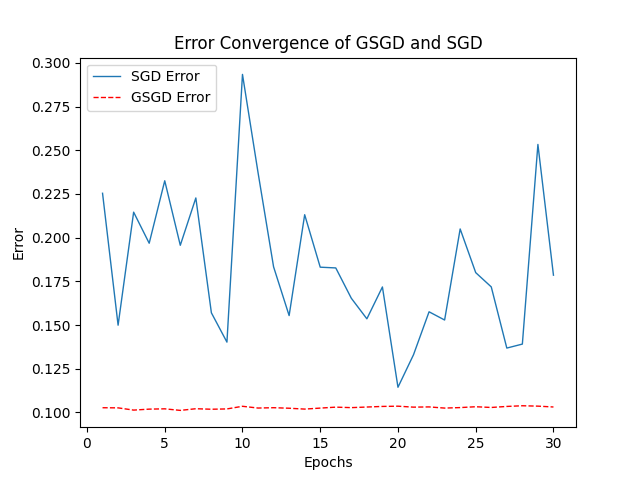 Error Convergence of GSGD and SGD
SGD Error
GSGD Error
Error
0.300
0.275
0.250
0.225
0.200
0.175
0.150
0.125
0.100
0 5 10 15 20 25 30
Epochs